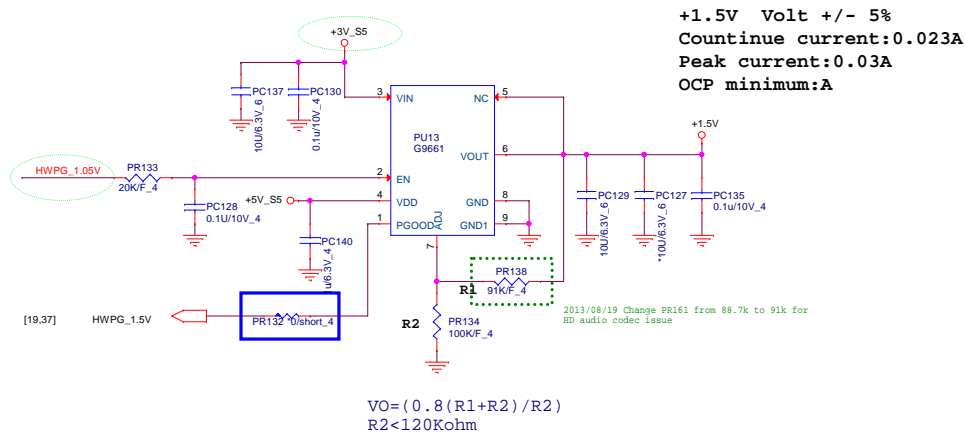 +1.5V Volt +/- 5%
Countinue current:0.023A
Peak current:0.03A
OCP minimum:A
+3V_S5
PC137
10U/6.3V_6
PC130
0.1u/10V_4
3
VIN
NC
5
PU13
G9661
+1.5V
VOUT
6
HWPG_1.05V
PR133
20K/F_4
2
EN
PC128
0.1U/10V_4
+5V_S5
4
VDD
GND
8
1
PGOOD
GND1
9
ADJ
7
PC129
10U/6.3V_6
PC127
*10U/6.3V_6
PC135
0.1u/10V_4
PC140
1u/6.3V_4
R1
PR138
91K/F_4
2013/08/19 Change PR161 from 88.7k to 91k for
HD audio codec issue
[19,37]
HWPG_1.5V
PR132 *0/short_4
R2
PR134
100K/F_4
VO=(0.8(R1+R2)/R2)
R2<120Kohm